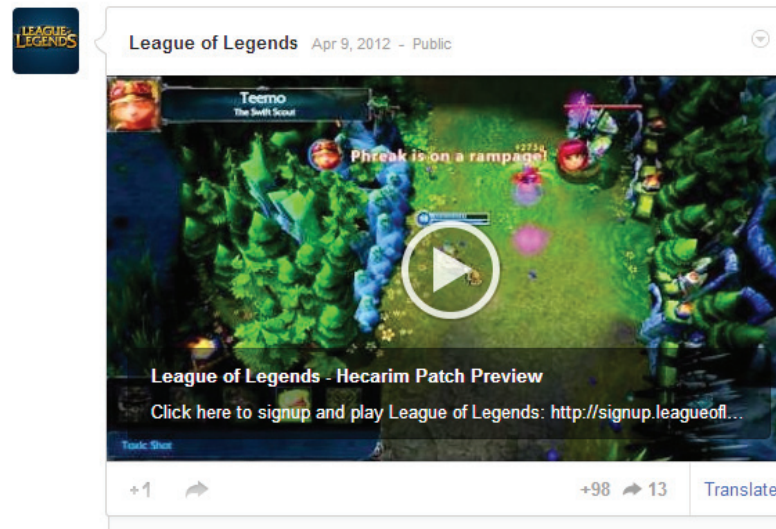 LEAGUE OF
LEGENDS
League of Legends Apr 9, 2012 - Public
Teemo
The Swift Scout
+273g
Phreak is on a rampage!
League of Legends - Hecarim Patch Preview
Click here to signup and play League of Legends: http://signup.leagueofl...
Toxic Shot
+1
+98 13 Translate